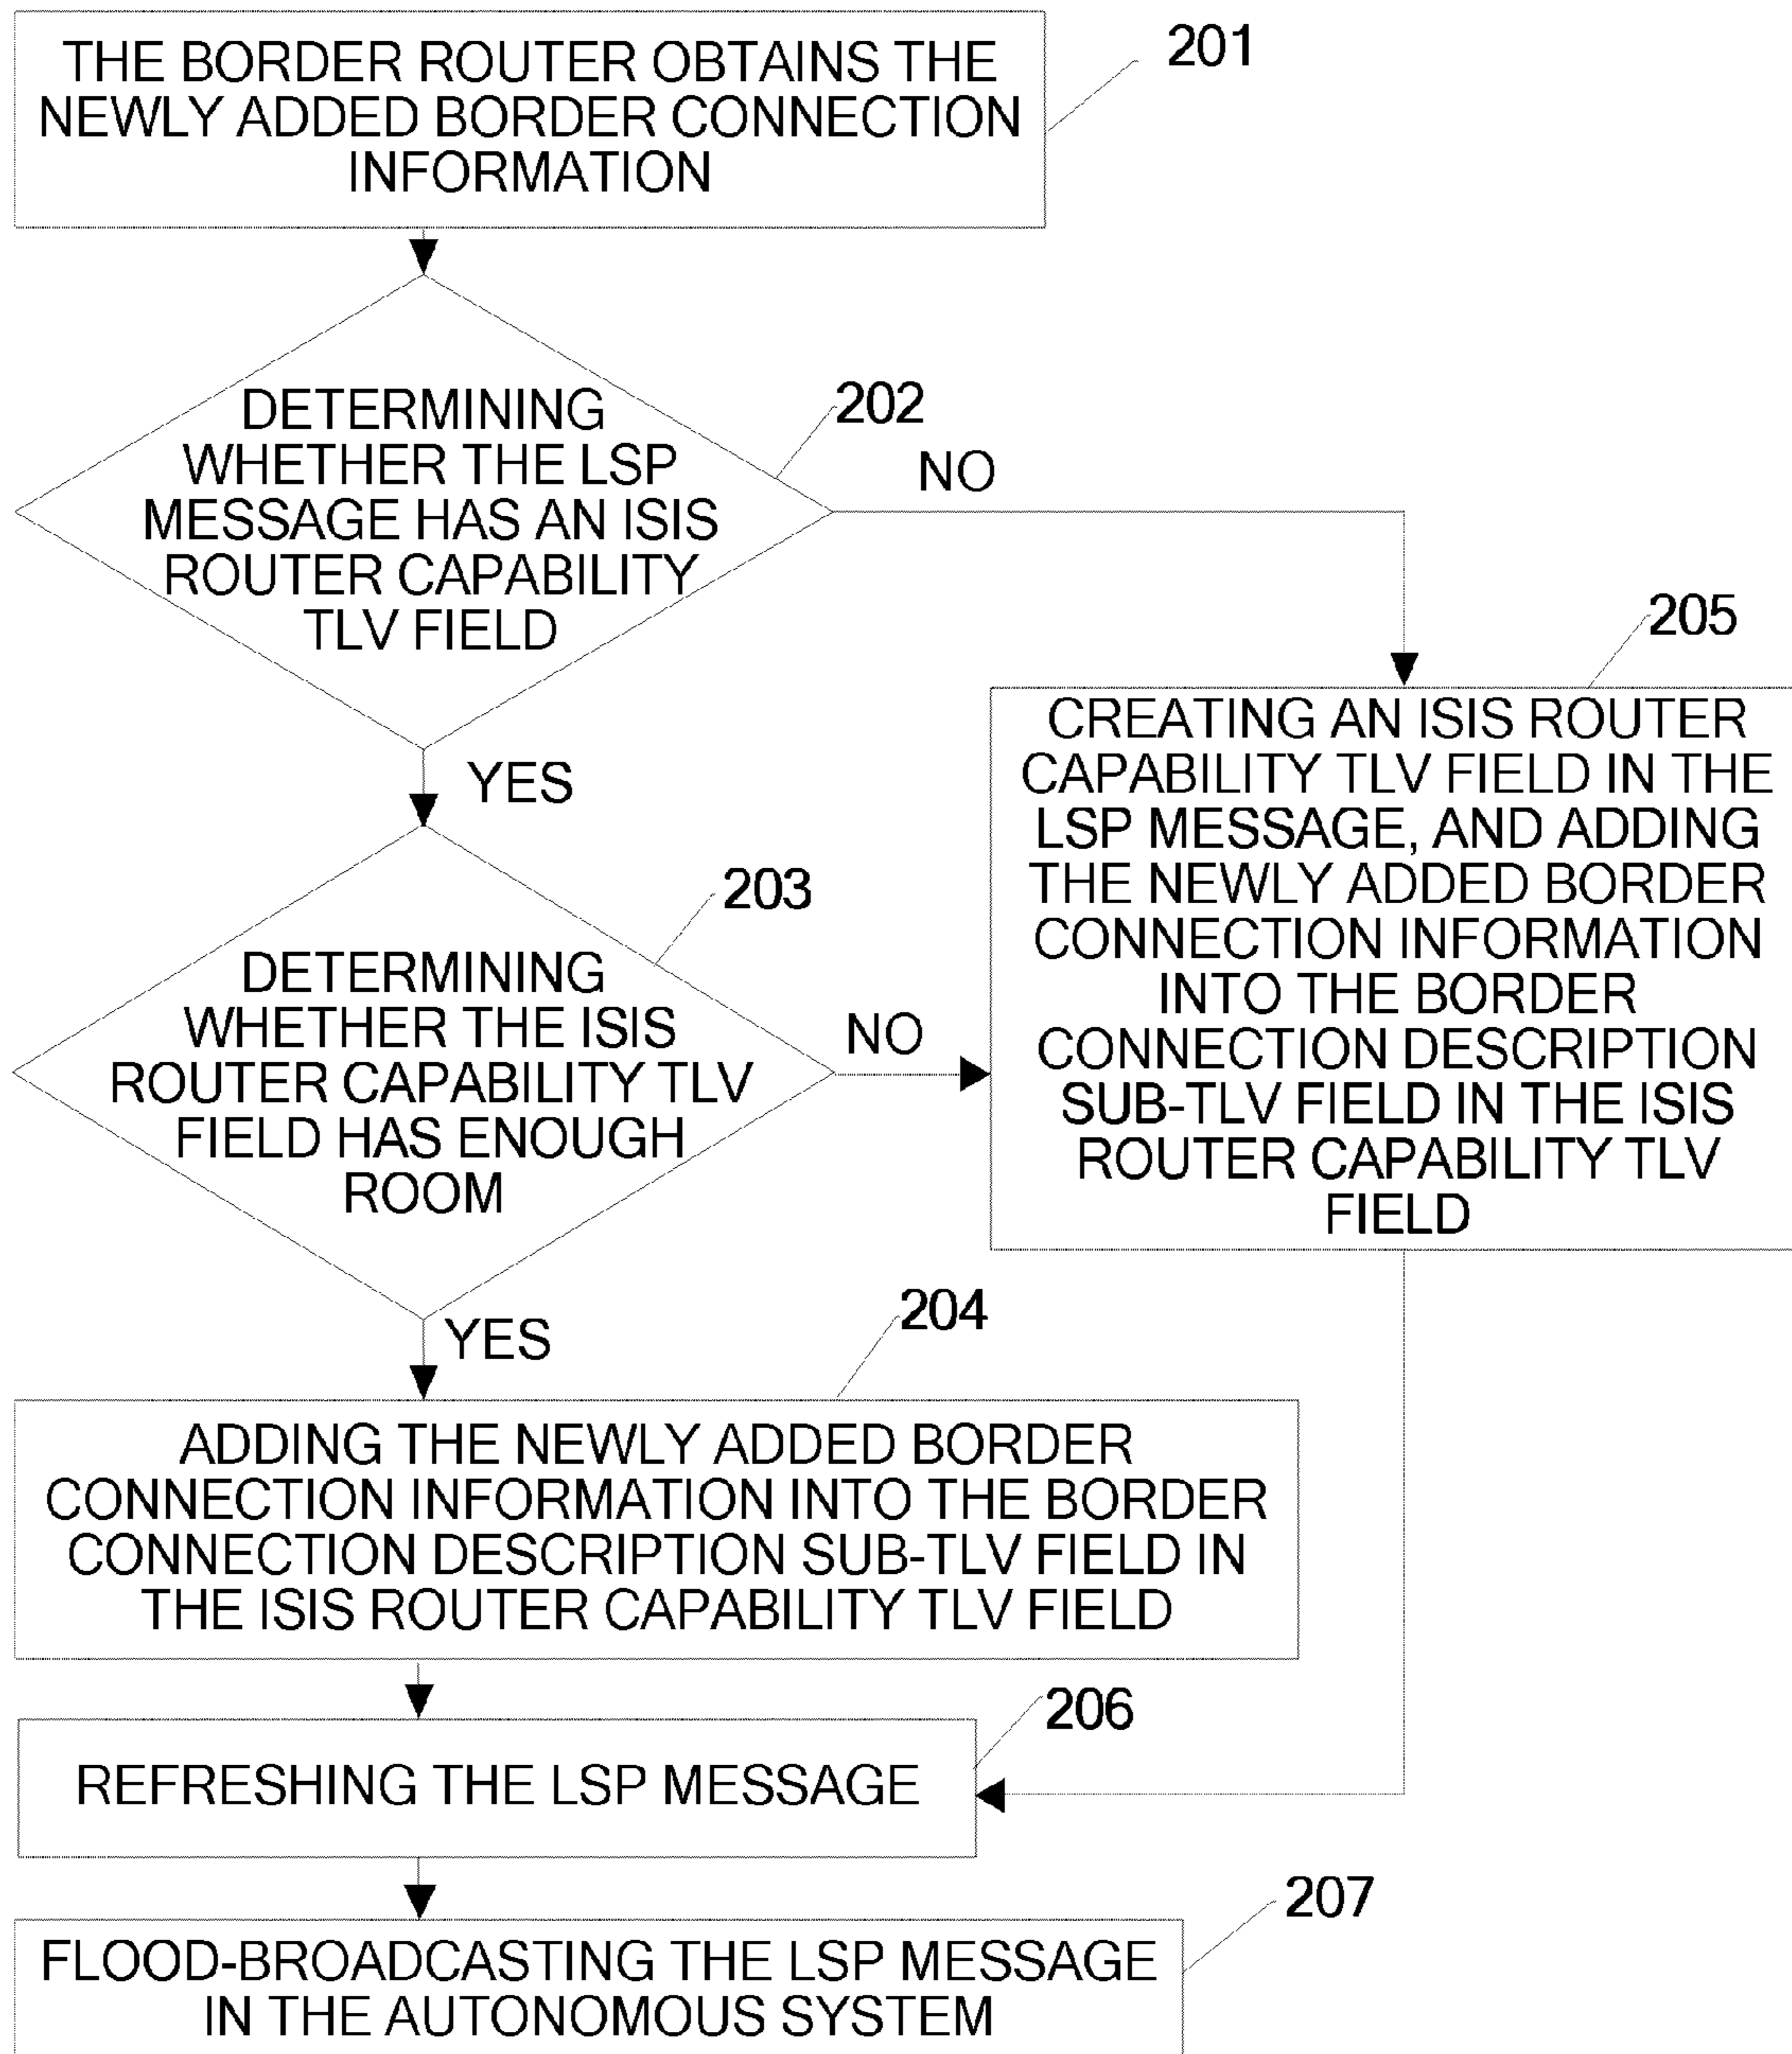 THE BORDER ROUTER OBTAINS THE
NEWLY ADDED BORDER CONNECTION
INFORMATION
201
DETERMINING
WHETHER THE LSP
MESSAGE HAS AN ISIS
ROUTER CAPABILITY
TLV FIELD
202
NO
YES
DETERMINING
WHETHER THE ISIS
ROUTER CAPABILITY TLV
FIELD HAS ENOUGH
ROOM
203
NO
YES
205
CREATING AN ISIS ROUTER
CAPABILITY TLV FIELD IN THE
LSP MESSAGE, AND ADDING
THE NEWLY ADDED BORDER
CONNECTION INFORMATION
INTO THE BORDER
CONNECTION DESCRIPTION
SUB-TLV FIELD IN THE ISIS
ROUTER CAPABILITY TLV
FIELD
204
ADDING THE NEWLY ADDED BORDER
CONNECTION INFORMATION INTO THE BORDER
CONNECTION DESCRIPTION SUB-TLV FIELD IN
THE ISIS ROUTER CAPABILITY TLV FIELD
206
REFRESHING THE LSP MESSAGE
207
FLOOD-BROADCASTING THE LSP MESSAGE
IN THE AUTONOMOUS SYSTEM